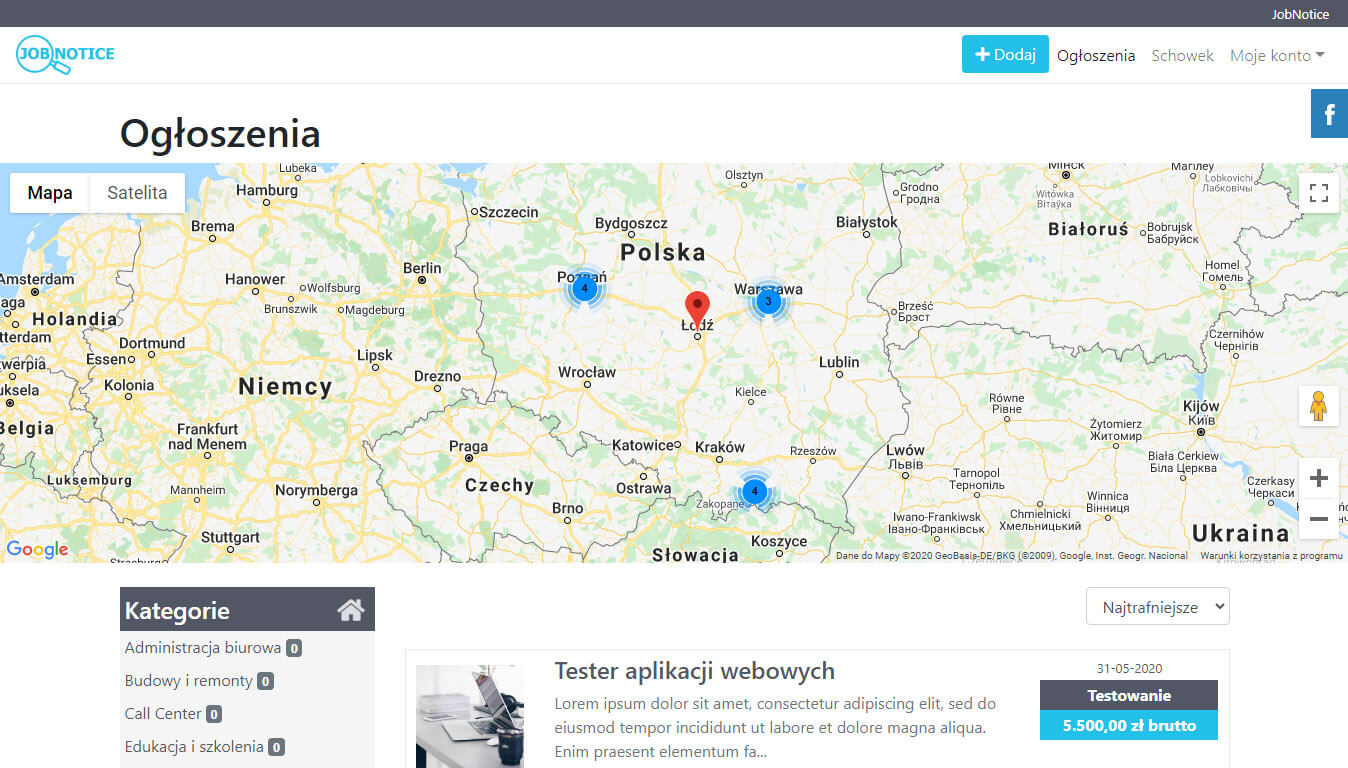 JobNotice
JOB NOTICE
Dodaj
Ogłoszenia
Schowek
Moje konto
Ogłoszenia
Mapa
Satelita
Lubeka
Hamburg
Szczecin
Olsztyn
Grodno
Гродна
Lobkovichi
Лабковічы
Witówka
Вітаўка
Brema
Bydgoszcz
Białystok
Białoruś
Bobrujsk
Бабруйск
Polska
Amsterdam
Hanower
Berlin
Wolfsburg
Poznań
4
Warszawa
3
Homel
Гомель
Brunszwik
Magdeburg
Brześć
Брэст
Holandia
Łódź
Dortmund
Czernihów
Чернігів
Essen
Lipsk
Lublin
Kolonia
Niemcy
Drezno
Wrocław
Kielce
Równe
Рівне
Kijów
Київ
Belgia
Frankfurt
nad Menem
Praga
Katowice
Kraków
Rzeszów
Lwów
Львів
Żytomierz
Житомир
Biała Cerkiew
Біла Церква
Luksemburg
Mannheim
Norymberga
Czechy
Ostrawa
Zakopane
4
Tarnopol
Тернопіль
Winnica
Вінниця
Czerkasy
Черкаси
Brno
Iwano-Frankiwsk
Івано-Франківськ
Chmielnicki
Хмельницький
Stuttgart
Koszyce
Ukraina
Słowacja
Google
Dane do Mapy ©2020 GeoBasis-DE/BKG (©2009), Google, Inst. Geogr. Nacional
Warunki korzystania z programu
Kategorie
Najtrafniejsze
Administracja biurowa 0
Budowy i remonty 0
Call Center 0
Edukacja i szkolenia 0
Tester aplikacji webowych
Lorem ipsum dolor sit amet, consectetur adipiscing elit, sed do
eiusmod tempor incididunt ut labore et dolore magna aliqua.
Enim praesent elementum fa...
31-05-2020
Testowanie
5.500,00 zł brutto